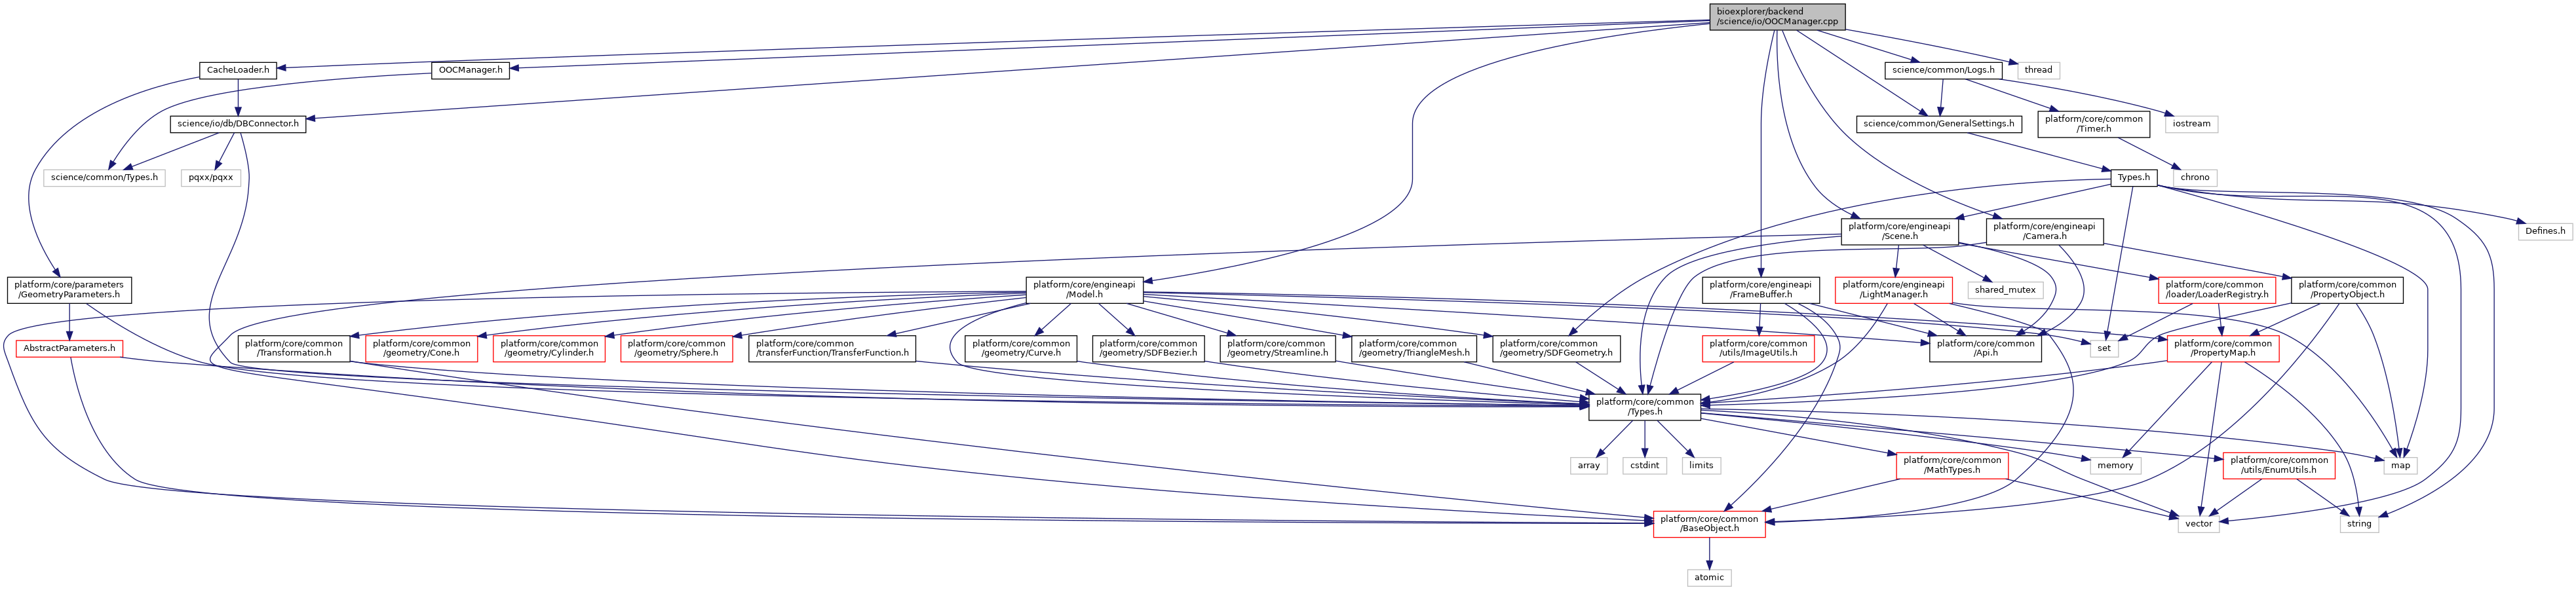 bioexplorer/backend
/science/io/OOCManager.cpp
CacheLoader.h
OOCManager.h
science/common/Logs.h
thread
science/io/db/DBConnector.h
science/common/GeneralSettings.h
platform/core/common
/Timer.h
iostream
science/common/Types.h
pqxx/pqxx
Types.h
chrono
platform/core/engineapi
/Scene.h
platform/core/engineapi
/Camera.h
Defines.h
platform/core/parameters
/GeometryParameters.h
platform/core/engineapi
/Model.h
platform/core/engineapi
/FrameBuffer.h
platform/core/engineapi
/LightManager.h
shared_mutex
platform/core/common
/loader/LoaderRegistry.h
platform/core/common
/PropertyObject.h
AbstractParameters.h
platform/core/common
/Transformation.h
platform/core/common
/geometry/Cone.h
platform/core/common
/geometry/Cylinder.h
platform/core/common
/geometry/Sphere.h
platform/core/common
/transferFunction/TransferFunction.h
platform/core/common
/geometry/Curve.h
platform/core/common
/geometry/SDFBezier.h
platform/core/common
/geometry/Streamline.h
platform/core/common
/geometry/TriangleMesh.h
platform/core/common
/geometry/SDFGeometry.h
platform/core/common
/utils/ImageUtils.h
platform/core/common
/Api.h
set
platform/core/common
/PropertyMap.h
platform/core/common
/Types.h
array
cstdint
limits
platform/core/common
/MathTypes.h
memory
platform/core/common
/utils/EnumUtils.h
map
platform/core/common
/BaseObject.h
vector
string
atomic